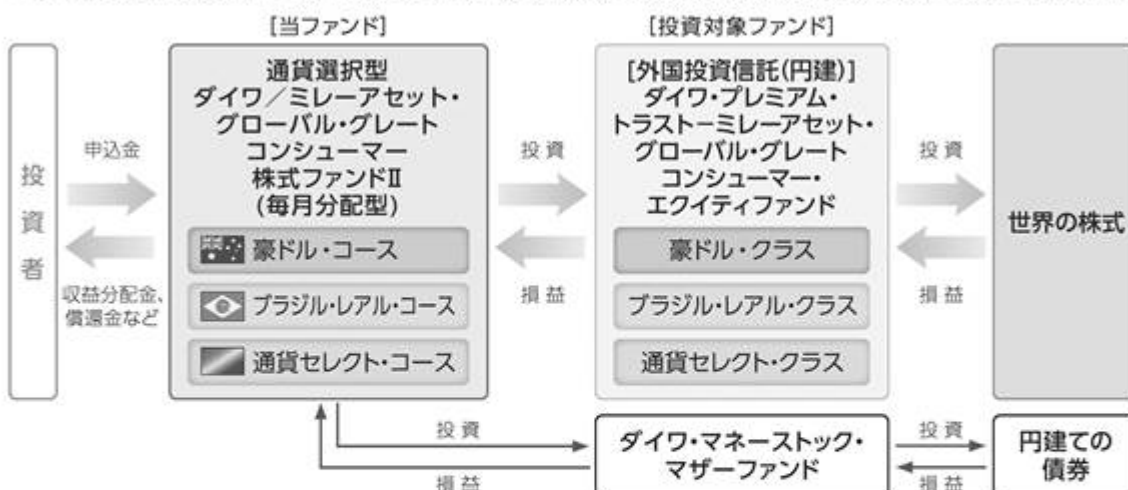 [当ファンド]
[投資対象ファンド]
投資者
申込金
収益分配金、
償還金など
通貨選択型
ダイワ/ミレーアセット・
グローバル・グレート
コンシューマー
株式ファンドⅡ
(毎月分配型)
豪ドル・コース
ブラジル・レアル・コース
通貨セレクト・コース
投資
損益
[外国投資信託(円建)]
ダイワ・プレミアム・
トラスト－ミレーアセット・
グローバル・グレート
コンシューマー・
エクイティファンド
豪ドル・クラス
ブラジル・レアル・クラス
通貨セレクト・クラス
投資
損益
世界の株式
投資
損益
ダイワ・マネーストック・
マザーファンド
投資
損益
円建ての
債券